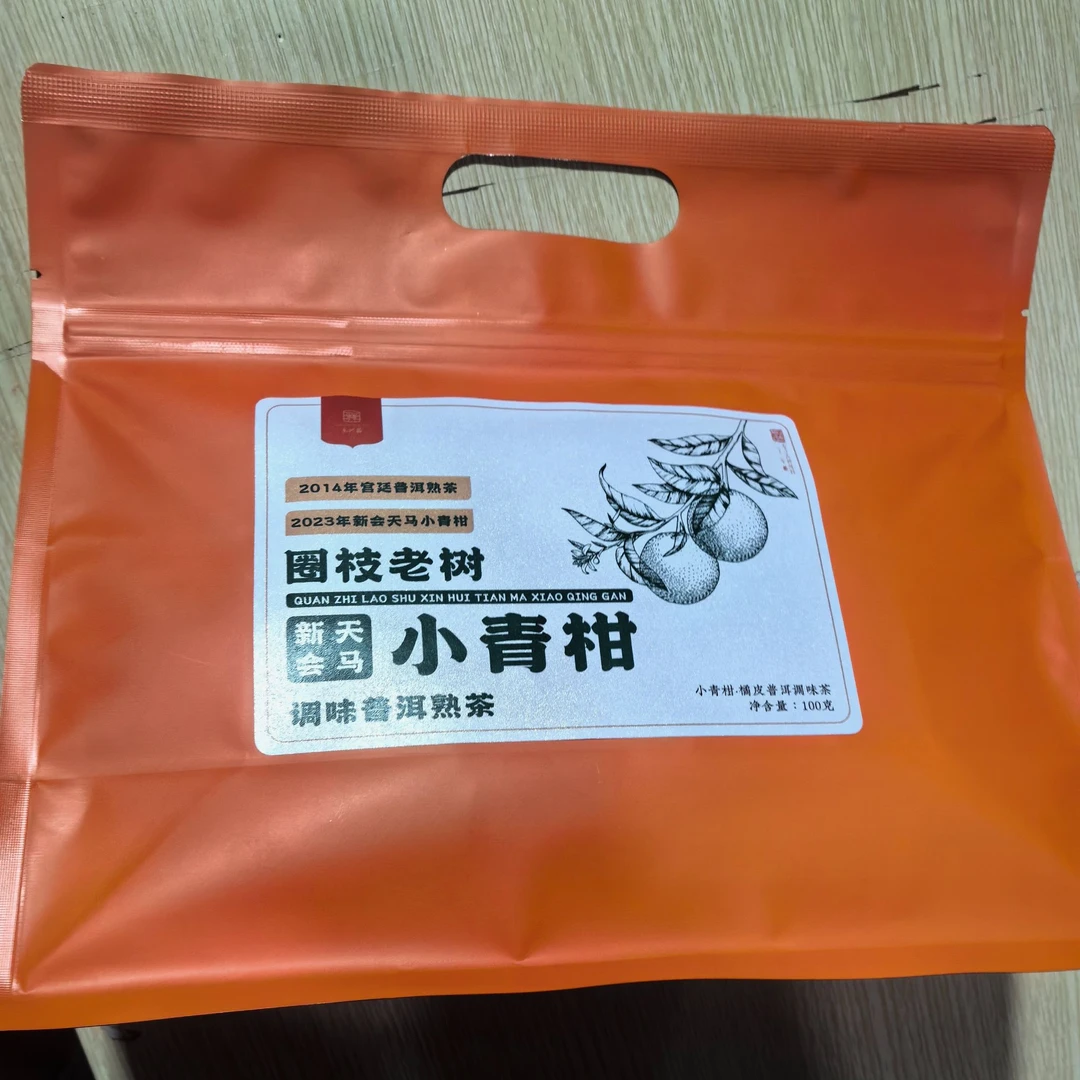 2014年宫廷普洱熟茶
2023年新会天马小青柑
圈枝老树
QUAN ZHI LAO SHU XIN HUI TIAN MA XIAO QING GAN
新会
天马
小青柑
调味普洱熟茶
小青柑·橘皮普洱调味茶
净含量：100克